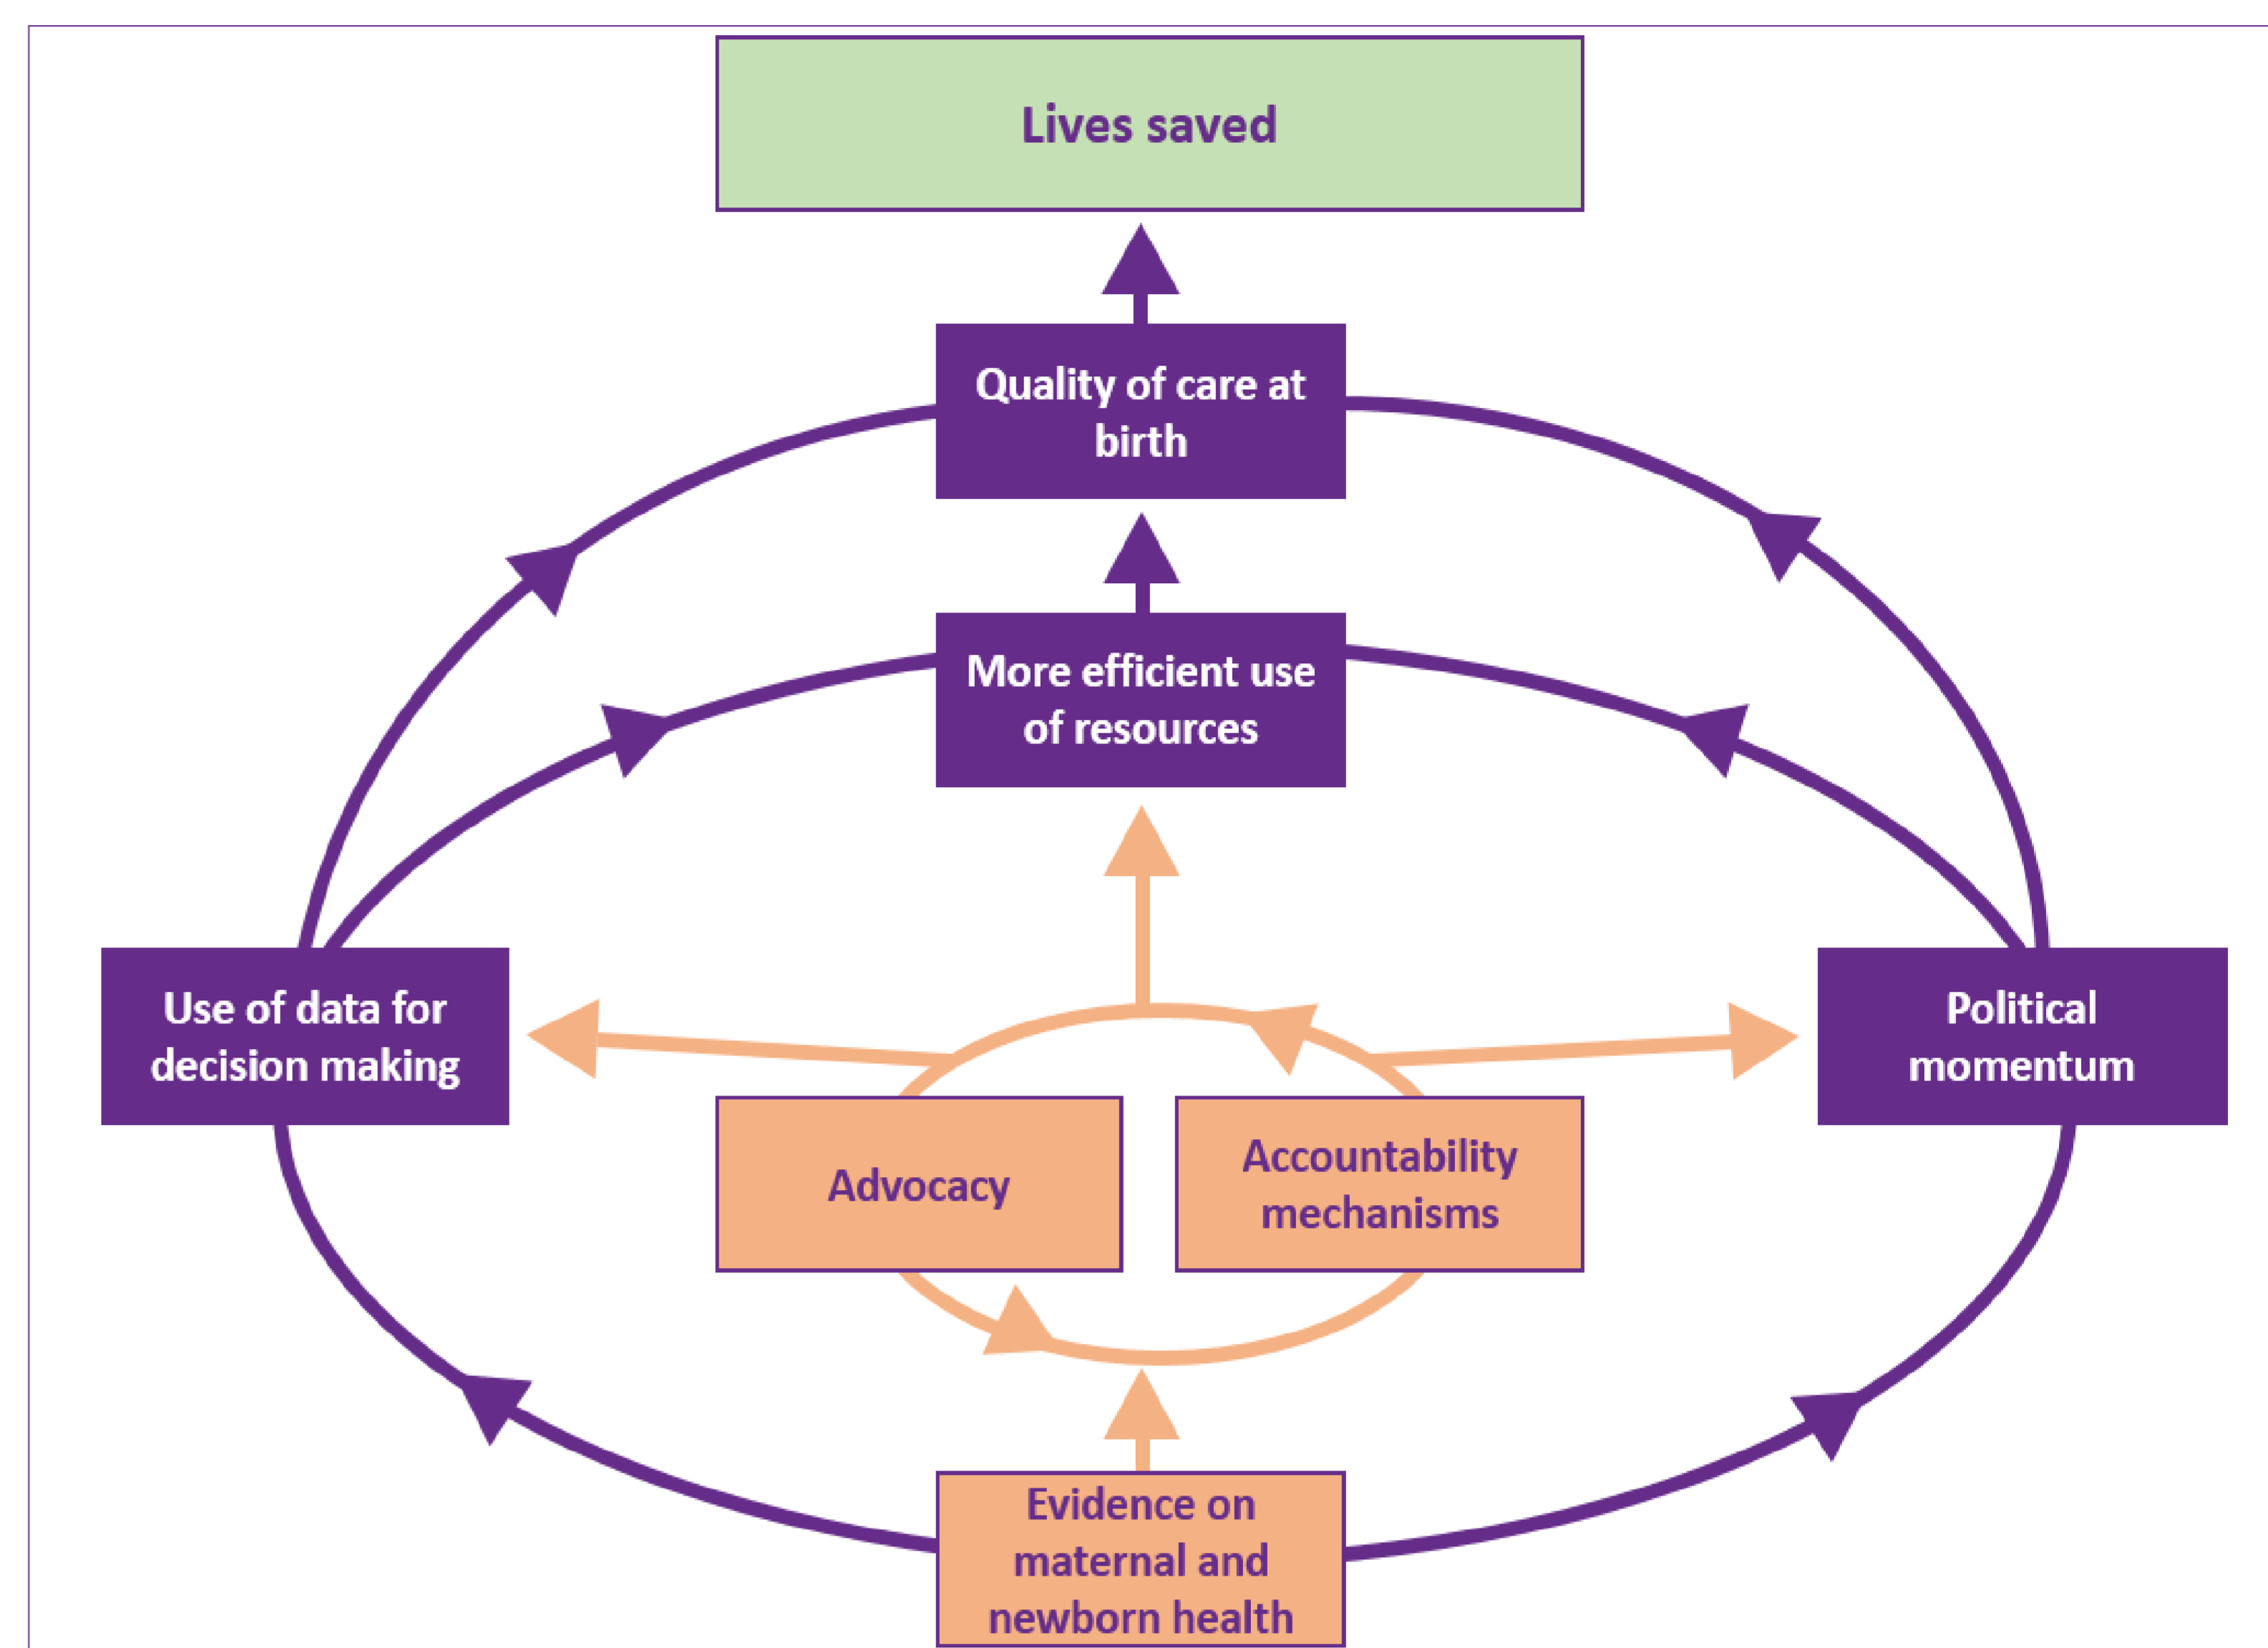 Lives saved
Quality of care at
birth
More efficient use
of resources
Use of data for
decision making
Political
momentum
Advocacy
Accountability
mechanisms
Evidence on
maternal and
newborn health